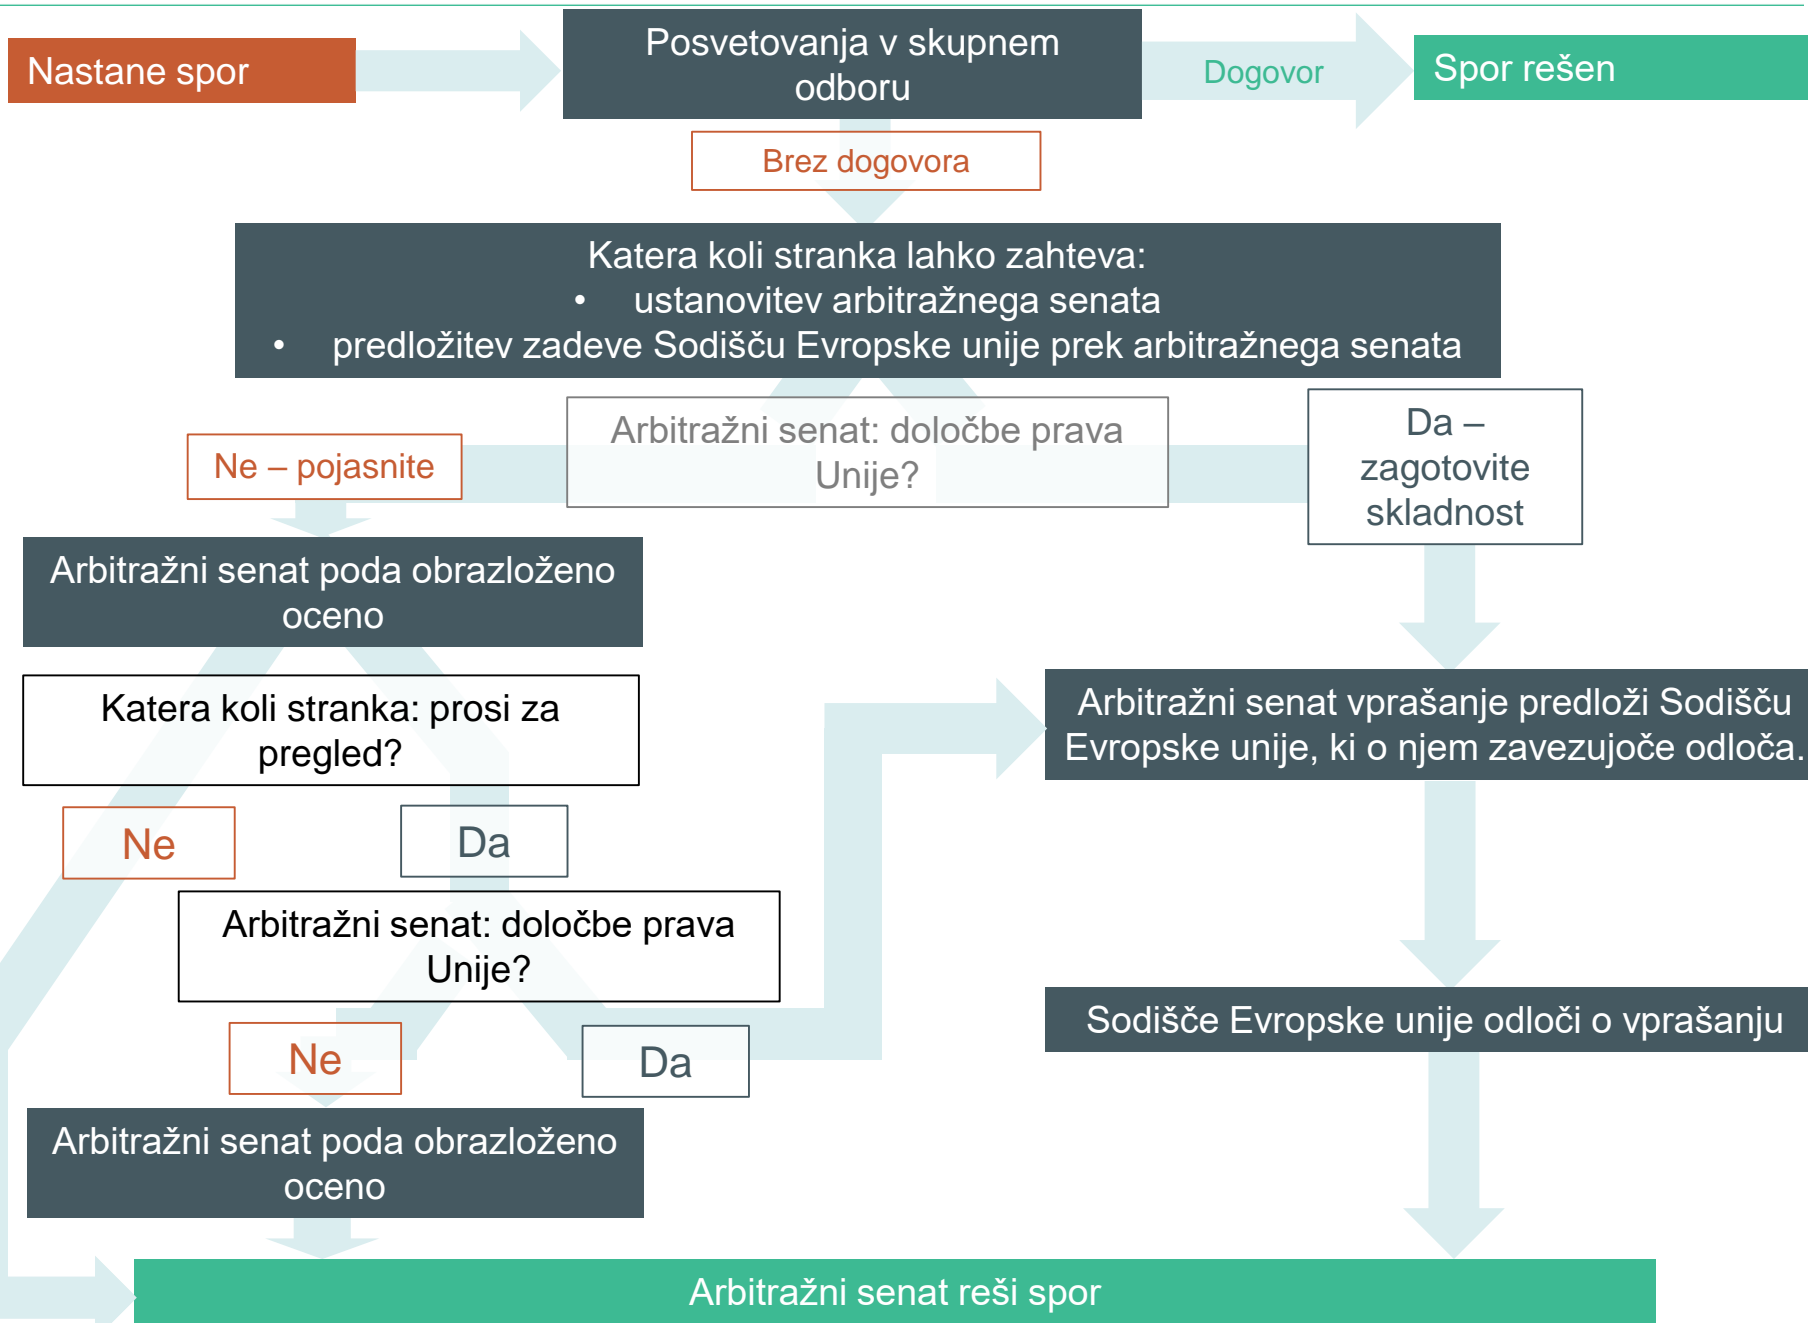 Nastane spor
Posvetovanja v skupnem
odboru
Dogovor
Spor rešen
Brez dogovora
Katera koli stranka lahko zahteva:
• ustanovitev arbitražnega senata
• predložitev zadeve Sodišču Evropske unije prek arbitražnega senata
Arbitražni senat: določbe prava
Unije?
Ne – pojasnite
Da –
zagotovite
skladnost
Arbitražni senat poda obrazloženo
oceno
Katera koli stranka: prosi za
pregled?
Arbitražni senat vprašanje predloži Sodišču
Evropske unije, ki o njem zavezujoče odloča.
Ne
Da
Arbitražni senat: določbe prava
Unije?
Sodišče Evropske unije odloči o vprašanju
Ne
Da
Arbitražni senat poda obrazloženo
oceno
Arbitražni senat reši spor